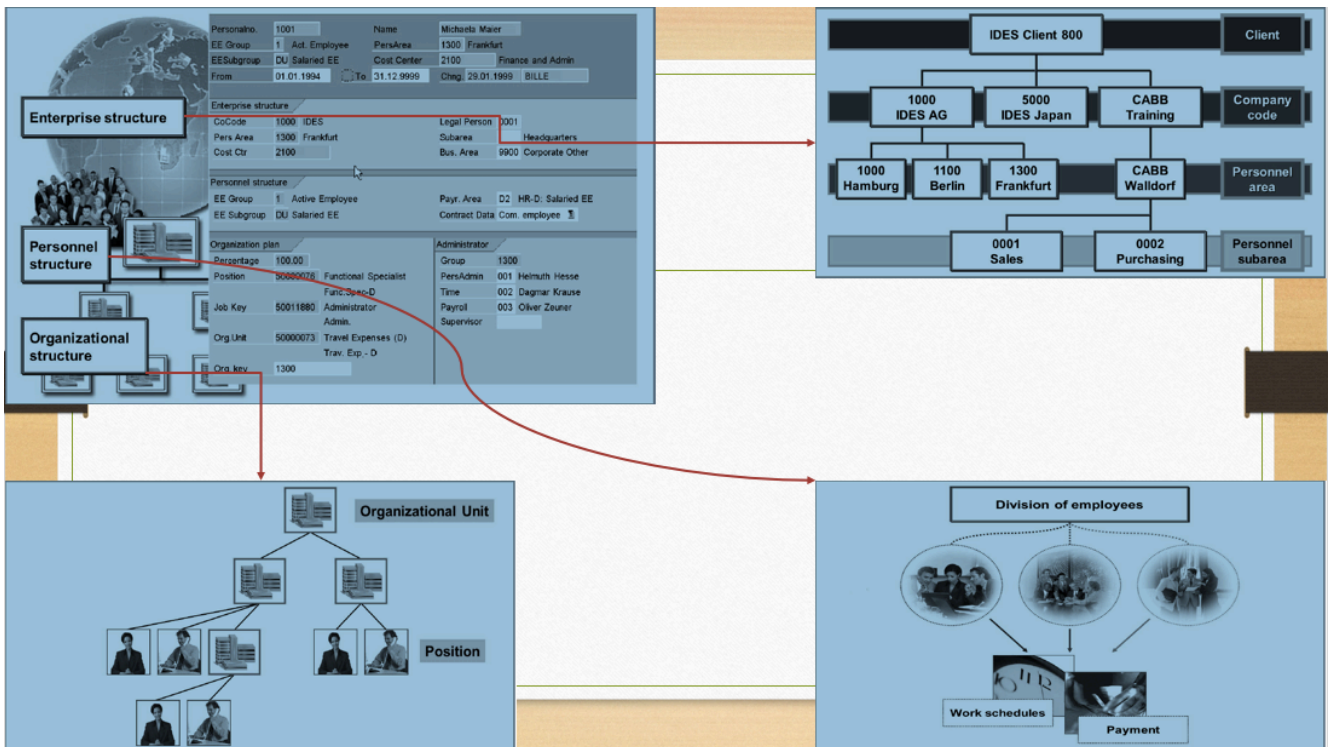 Personalno. 1001 Name Michaela Maier
EE Group 1 Act. Employee PersArea 1300 Frankfurt
EESubgroup DU Salaried EE Cost Center 2100 Finance and Admin
From 01.01.1994 To 31.12.9999 Chng 29.01.1999 BILLE
Enterprise structure
Enterprise structure
CoCode 1000 IDES Legal Person 0001
Pers Area 1300 Frankfurt Subarea Headquarters
Cost Ctr 2100 Bus. Area 9900 Corporate Other
Personnel structure
EE Group 1 Active Employee Payr. Area D2 HR-D: Salaried EE
EE Subgroup DU Salaried EE Contract Data Com. employee
Personnel
structure
Organization plan
Percentage 100.00
Position 50000076 Functional Specialist
Func.Spec-D
Job Key 50011880 Administrator
Admin.
Org.Unit 50000073 Travel Expenses (D)
Trav. Exp.- D
Org.key 1300
Administrator
Group 1300
PersAdmin 001 Helmuth Hesse
Time 002 Dagmar Krause
Payroll 003 Oliver Zeuner
Supervisor
Organizational
structure
IDES Client 800
Client
1000
IDES AG
5000
IDES Japan
CABB
Training
Company
code
1000
Hamburg
1100
Berlin
1300
Frankfurt
CABB
Walldorf
Personnel
area
0001
Sales
0002
Purchasing
Personnel
subarea
Organizational Unit
Position
Division of employees
Work schedules
Payment